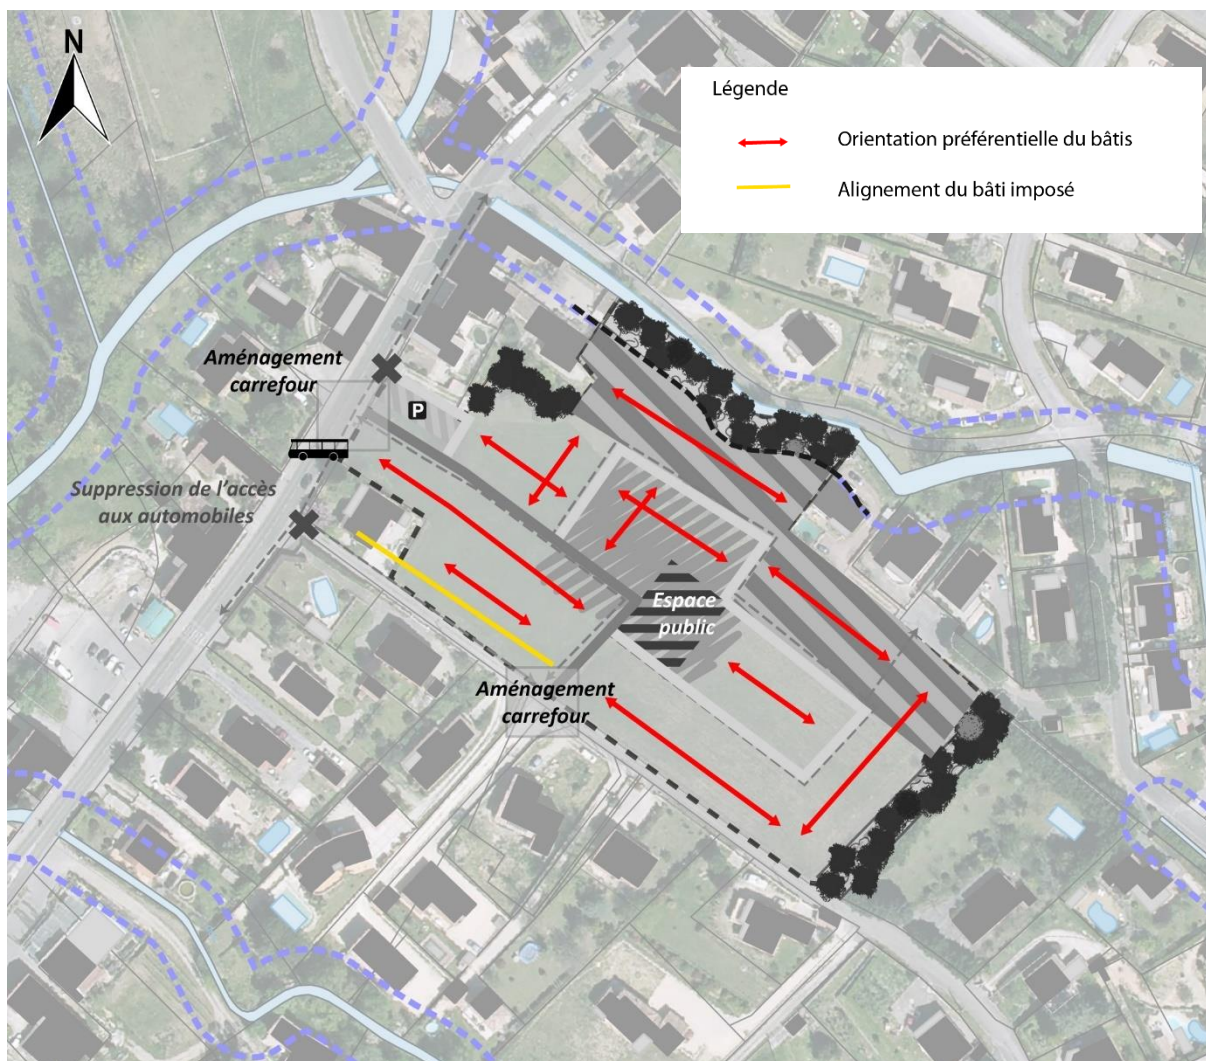 N
Légende
Orientation préférentielle du bâtis
Alignement du bâti imposé
Aménagement
carrefour
P
Suppression de l'accès
aux automobiles
Espace
public
Aménagement
carrefour